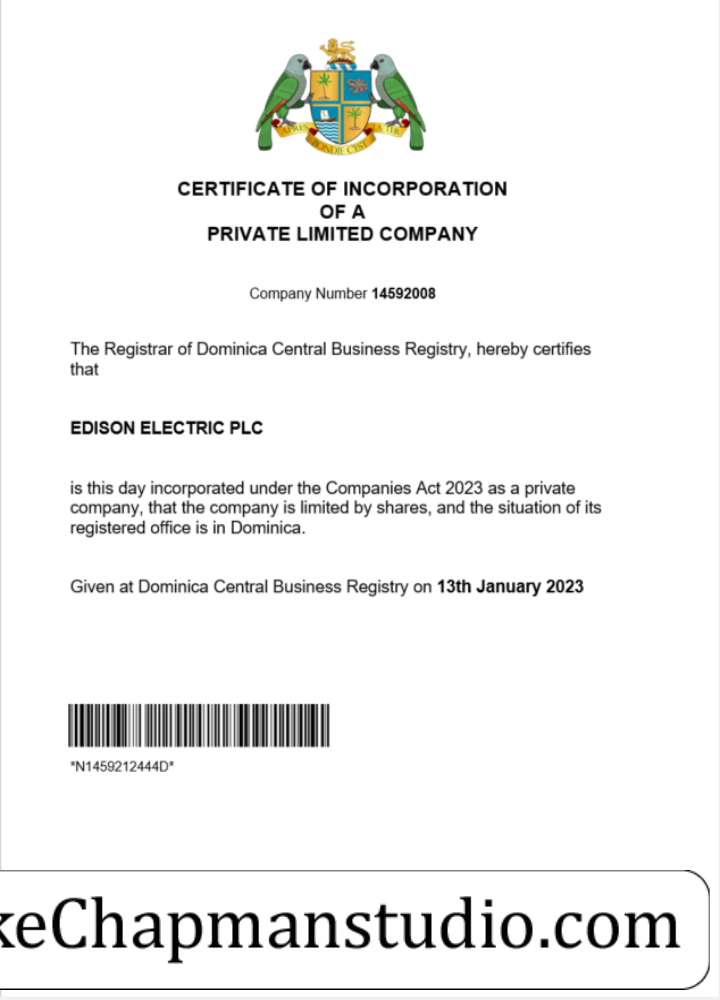 APRES BONDIE CEST LA TER
CERTIFICATE OF INCORPORATION
OF A
PRIVATE LIMITED COMPANY
Company Number 14592008
The Registrar of Dominica Central Business Registry, hereby certifies
that
EDISON ELECTRIC PLC
is this day incorporated under the Companies Act 2023 as a private
company, that the company is limited by shares, and the situation of its
registered office is in Dominica.
Given at Dominica Central Business Registry on 13th January 2023
*N1459212444D*
keChapmanstudio.com